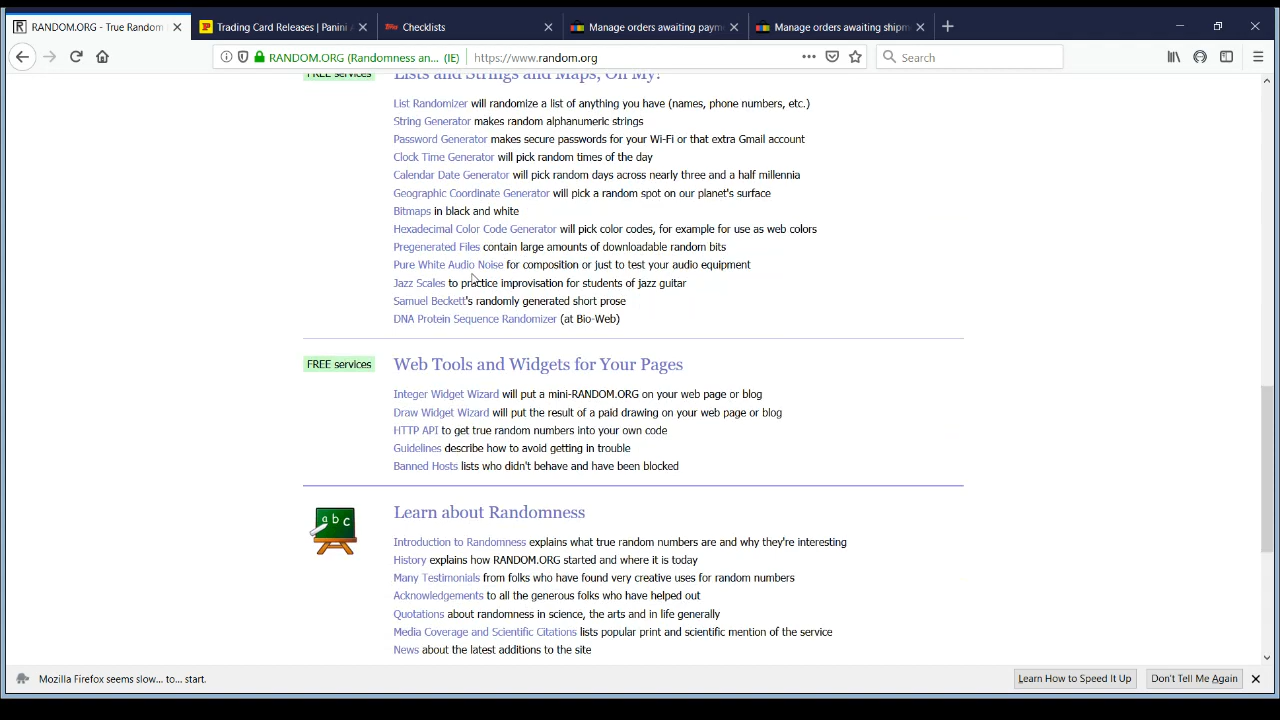 RANDOM.ORG - True Random
Trading Card Releases | Panini A
Checklists
Manage orders awaiting paym
Manage orders awaiting shipm
RANDOM.ORG (Randomness an... (IE)
https://www.random.org
Search
FREE services
Lists and Strings and Maps, Oh My!
List Randomizer will randomize a list of anything you have (names, phone numbers, etc.)
String Generator makes random alphanumeric strings
Password Generator makes secure passwords for your Wi-Fi or that extra Gmail account
Clock Time Generator will pick random times of the day
Calendar Date Generator will pick random days across nearly three and a half millennia
Geographic Coordinate Generator will pick a random spot on our planet's surface
Bitmaps in black and white
Hexadecimal Color Code Generator will pick color codes, for example for use as web colors
Pregenerated Files contain large amounts of downloadable random bits
Pure White Audio Noise for composition or just to test your audio equipment
Jazz Scales to practice improvisation for students of jazz guitar
Samuel Beckett's randomly generated short prose
DNA Protein Sequence Randomizer (at Bio-Web)
FREE services
Web Tools and Widgets for Your Pages
Integer Widget Wizard will put a mini-RANDOM.ORG on your web page or blog
Draw Widget Wizard will put the result of a paid drawing on your web page or blog
HTTP API to get true random numbers into your own code
Guidelines describe how to avoid getting in trouble
Banned Hosts lists who didn't behave and have been blocked
a b c
Learn about Randomness
Introduction to Randomness explains what true random numbers are and why they're interesting
History explains how RANDOM.ORG started and where it is today
Many Testimonials from folks who have found very creative uses for random numbers
Acknowledgements to all the generous folks who have helped out
Quotations about randomness in science, the arts and in life generally
Media Coverage and Scientific Citations lists popular print and scientific mention of the service
News about the latest additions to the site
Mozilla Firefox seems slow... to... start.
Learn How to Speed It Up
Don't Tell Me Again